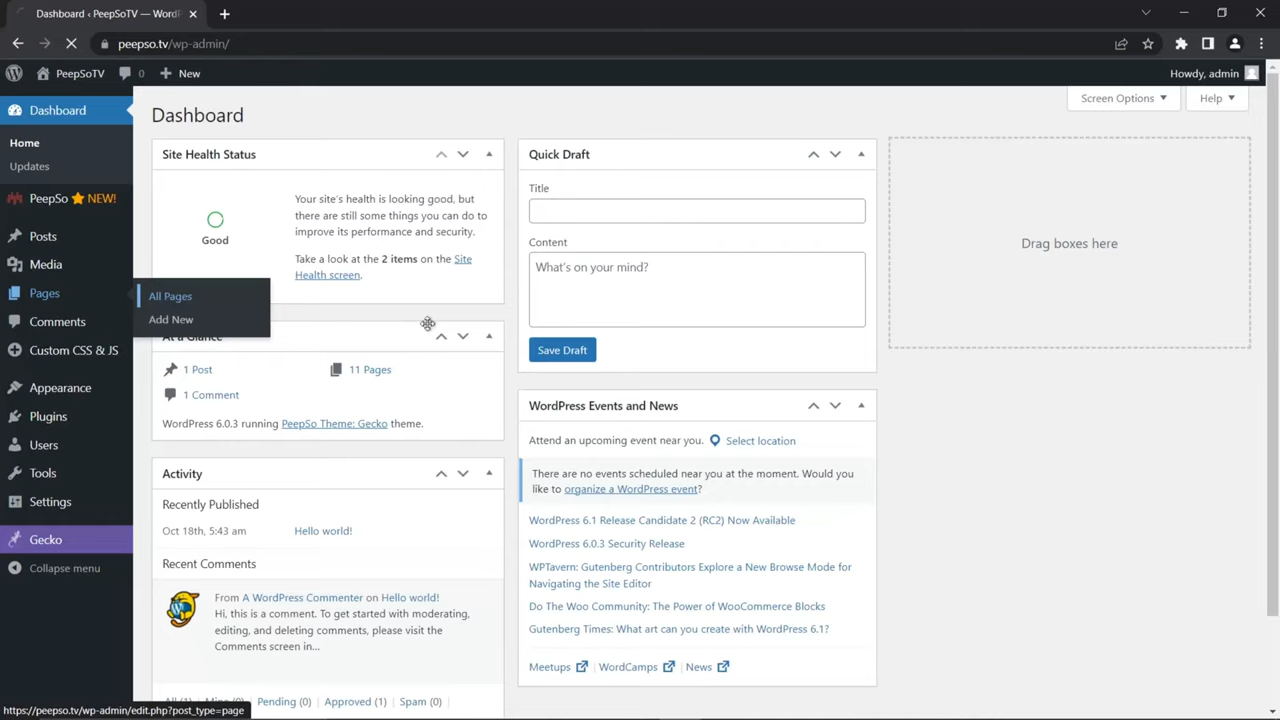 Dashboard ‹ PeepSoTV — WordP
peepso.tv/wp-admin/
PeepSoTV
0
New
Howdy, admin
Dashboard
Home
Updates
PeepSo
NEW!
Posts
Media
Pages
Comments
Custom CSS & JS
Appearance
Plugins
Users
Tools
Settings
Gecko
Collapse menu
All Pages
Add New
Screen Options
Help
Dashboard
Site Health Status
Good
Your site's health is looking good, but
there are still some things you can do to
improve its performance and security.
Take a look at the 2 items on the Site
Health screen.
At a Glance
1 Post
11 Pages
1 Comment
WordPress 6.0.3 running PeepSo Theme: Gecko theme.
Activity
Recently Published
Oct 18th, 5:43 am
Hello world!
Recent Comments
From A WordPress Commenter on Hello world!
Hi, this is a comment. To get started with moderating,
editing, and deleting comments, please visit the
Comments screen in…
All (1)
Mine (0)
Pending (0)
Approved (1)
Spam (0)
Quick Draft
Title
Content
What's on your mind?
Save Draft
WordPress Events and News
Attend an upcoming event near you.
Select location
There are no events scheduled near you at the moment. Would you
like to organize a WordPress event?
WordPress 6.1 Release Candidate 2 (RC2) Now Available
WordPress 6.0.3 Security Release
WPTavern: Gutenberg Contributors Explore a New Browse Mode for
Navigating the Site Editor
Do The Woo Community: The Power of WooCommerce Blocks
Gutenberg Times: What art can you create with WordPress 6.1?
Meetups
WordCamps
News
Drag boxes here
https://peepso.tv/wp-admin/edit.php?post_type=page